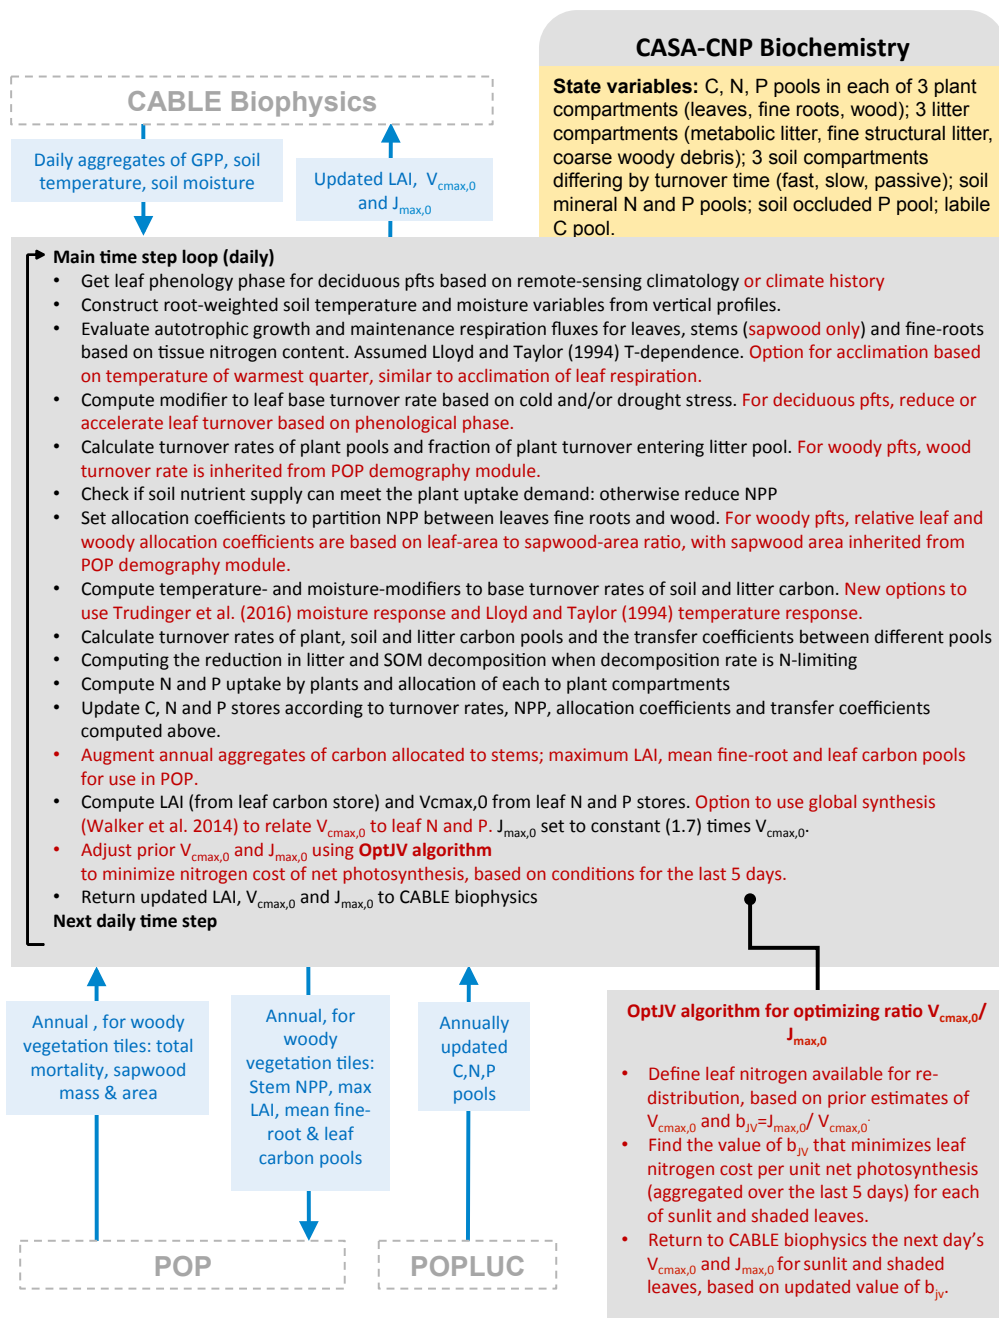 CASA-CNP Biochemistry
State variables: C, N, P pools in each of 3 plant
compartments (leaves, fine roots, wood); 3 litter
compartments (metabolic litter, fine structural litter,
coarse woody debris); 3 soil compartments
differing by turnover time (fast, slow, passive); soil
mineral N and P pools; soil occluded P pool; labile
C pool.
CABLE Biophysics
Daily aggregates of GPP, soil
temperature, soil moisture
Updated LAI, Vcmax,0
and Jmax,0
Main time step loop (daily)
• Get leaf phenology phase for deciduous pfts based on remote-sensing climatology or climate history
• Construct root-weighted soil temperature and moisture variables from vertical profiles.
• Evaluate autotrophic growth and maintenance respiration fluxes for leaves, stems (sapwood only) and fine-roots
based on tissue nitrogen content. Assumed Lloyd and Taylor (1994) T-dependence. Option for acclimation based
on temperature of warmest quarter, similar to acclimation of leaf respiration.
• Compute modifier to leaf base turnover rate based on cold and/or drought stress. For deciduous pfts, reduce or
accelerate leaf turnover based on phenological phase.
• Calculate turnover rates of plant pools and fraction of plant turnover entering litter pool. For woody pfts, wood
turnover rate is inherited from POP demography module.
• Check if soil nutrient supply can meet the plant uptake demand: otherwise reduce NPP
• Set allocation coefficients to partition NPP between leaves fine roots and wood. For woody pfts, relative leaf and
woody allocation coefficients are based on leaf-area to sapwood-area ratio, with sapwood area inherited from
POP demography module.
• Compute temperature- and moisture-modifiers to base turnover rates of soil and litter carbon. New options to
use Trudinger et al. (2016) moisture response and Lloyd and Taylor (1994) temperature response.
• Calculate turnover rates of plant, soil and litter carbon pools and the transfer coefficients between different pools
• Computing the reduction in litter and SOM decomposition when decomposition rate is N-limiting
• Compute N and P uptake by plants and allocation of each to plant compartments
• Update C, N and P stores according to turnover rates, NPP, allocation coefficients and transfer coefficients
computed above.
• Augment annual aggregates of carbon allocated to stems; maximum LAI, mean fine-root and leaf carbon pools
for use in POP.
• Compute LAI (from leaf carbon store) and Vcmax,0 from leaf N and P stores. Option to use global synthesis
(Walker et al. 2014) to relate Vcmax,0 to leaf N and P. Jmax,0 set to constant (1.7) times Vcmax,0.
• Adjust prior Vcmax,0 and Jmax,0 using OptJV algorithm
to minimize nitrogen cost of net photosynthesis, based on conditions for the last 5 days.
• Return updated LAI, Vcmax,0 and Jmax,0 to CABLE biophysics
Next daily time step
Annual , for woody
vegetation tiles: total
mortality, sapwood
mass & area
Annual, for
woody
vegetation tiles:
Stem NPP, max
LAI, mean fine-
root & leaf
carbon pools
Annually
updated
C,N,P
pools
POP
POPLUC
OptJV algorithm for optimizing ratio Vcmax,0/
Jmax,0
• Define leaf nitrogen available for re-
distribution, based on prior estimates of
Vcmax,0 and bJV=Jmax,0/ Vcmax,0.
• Find the value of bJV that minimizes leaf
nitrogen cost per unit net photosynthesis
(aggregated over the last 5 days) for each
of sunlit and shaded leaves.
• Return to CABLE biophysics the next day's
Vcmax,0 and Jmax,0 for sunlit and shaded
leaves, based on updated value of bjv.